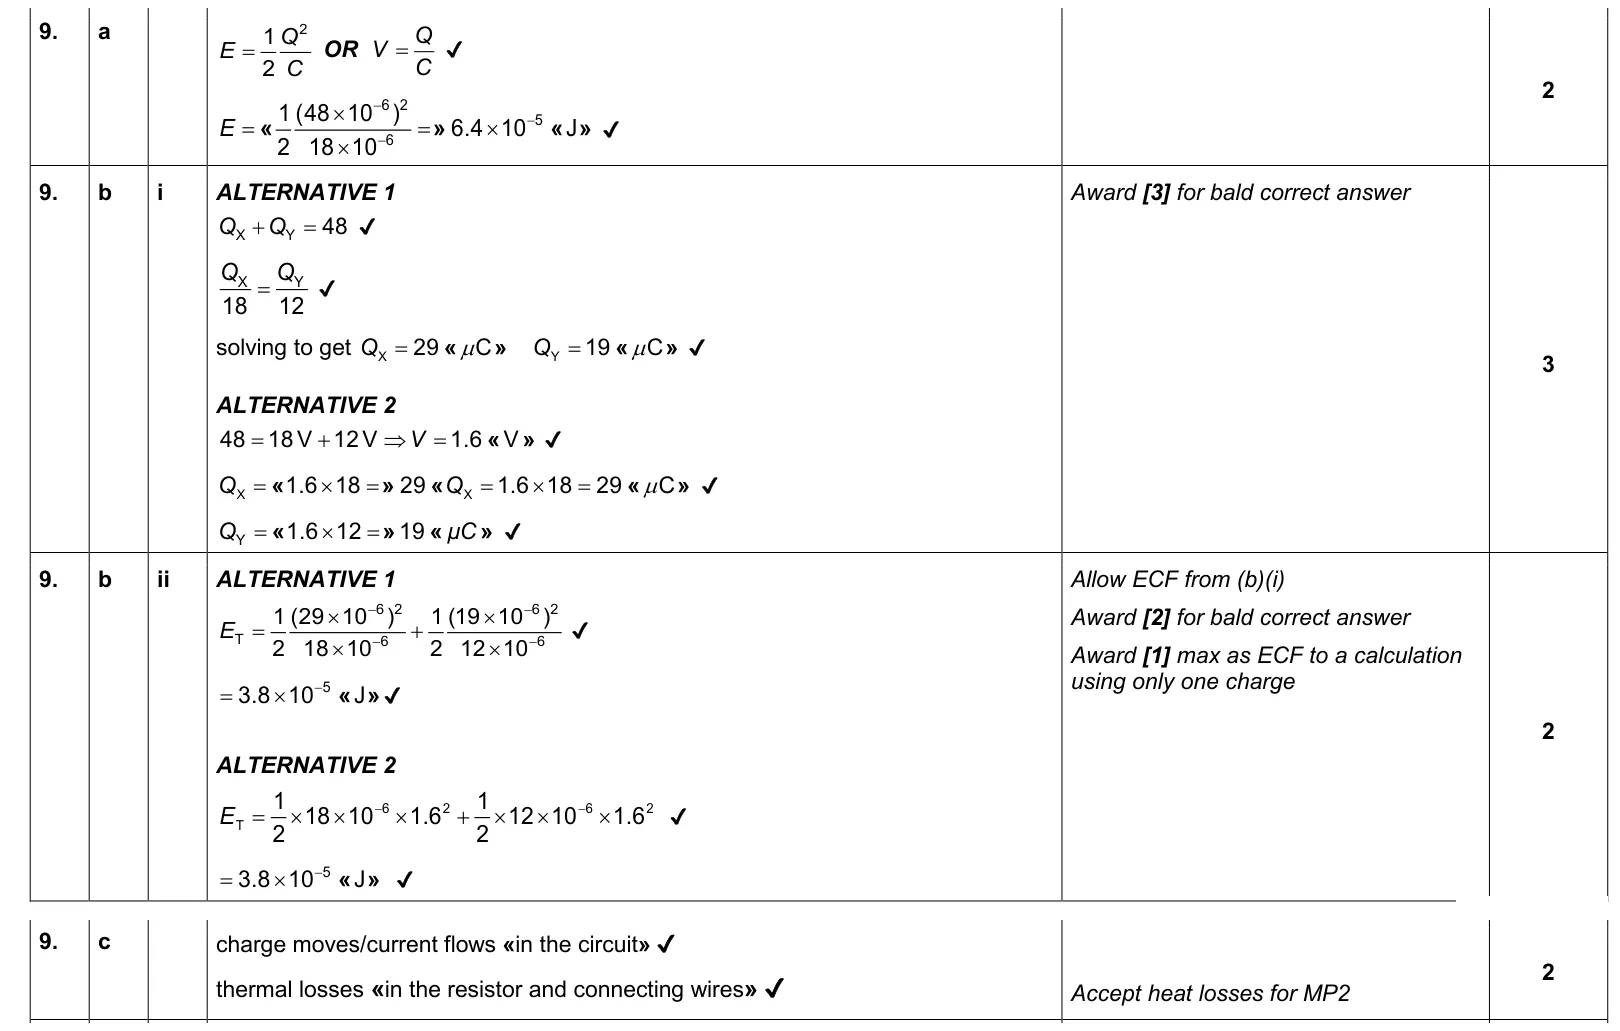 9. a E = 1/2 Q²/C OR V = Q/C ✓
E = «1/2 (48×10⁻⁶)²/18×10⁻⁶ =» 6.4×10⁻⁵ «J» ✓
2
9. b i ALTERNATIVE 1
Award [3] for bald correct answer
Q_X + Q_Y = 48 ✓
Q_X/18 = Q_Y/12 ✓
solving to get Q_X = 29 «μC» Q_Y = 19 «μC» ✓
3
ALTERNATIVE 2
48 = 18V + 12V ⇒ V = 1.6 «V» ✓
Q_X = «1.6×18 =» 29 «Q_X = 1.6×18 = 29 «μC» ✓
Q_Y = «1.6×12 =» 19 «μC» ✓
9. b ii ALTERNATIVE 1
Allow ECF from (b)(i)
E_T = 1/2 (29×10⁻⁶)²/18×10⁻⁶ + 1/2 (19×10⁻⁶)²/12×10⁻⁶ ✓
Award [2] for bald correct answer
Award [1] max as ECF to a calculation
using only one charge
= 3.8×10⁻⁵ «J» ✓
2
ALTERNATIVE 2
E_T = 1/2 ×18×10⁻⁶ ×1.6² + 1/2 ×12×10⁻⁶ ×1.6² ✓
= 3.8×10⁻⁵ «J» ✓
9. c charge moves/current flows «in the circuit» ✓
2
thermal losses «in the resistor and connecting wires» ✓
Accept heat losses for MP2